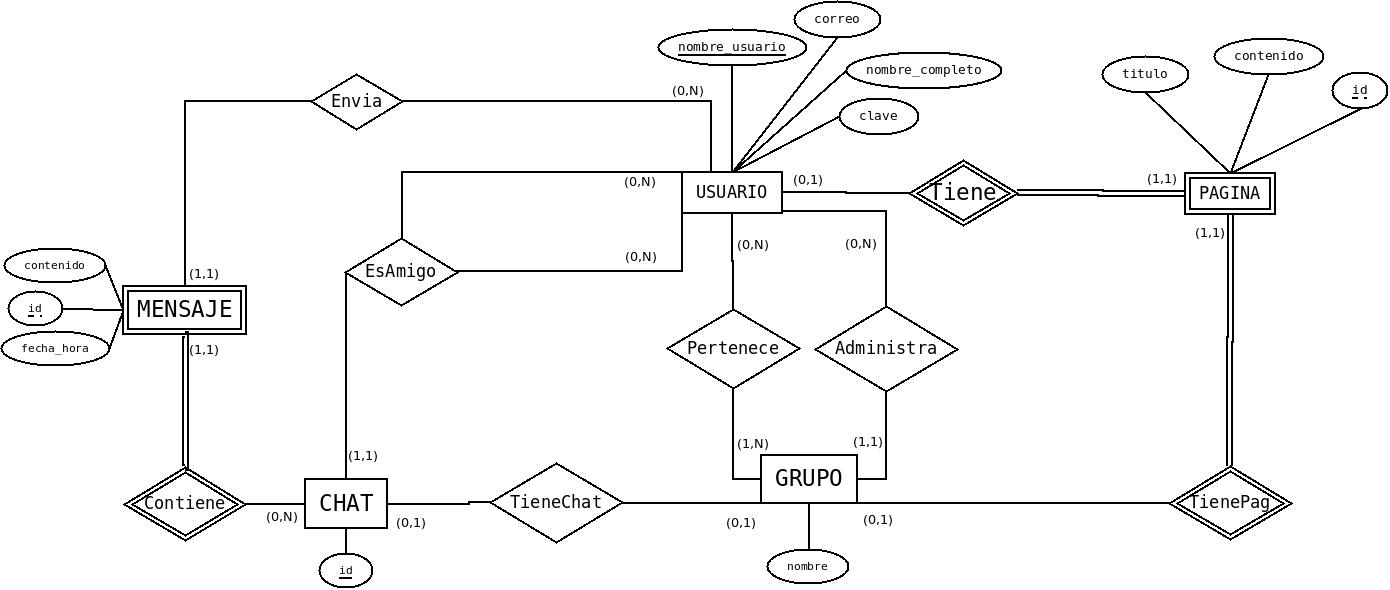 correo
nombre_usuario
nombre_completo
contenido
titulo
id
clave
Envia
(0,N)
(0,N)
USUARIO
(0,1)
Tiene
(1,1)
PAGINA
(1,1)
(0,N)
(0,N)
(0,N)
EsAmigo
contenido
id
fecha_hora
(1,1)
MENSAJE
(1,1)
Pertenece
Administra
(1,N)
(1,1)
(1,1)
GRUPO
Contiene
(0,N)
CHAT
(0,1)
TieneChat
(0,1)
(0,1)
TienePag
id
nombre